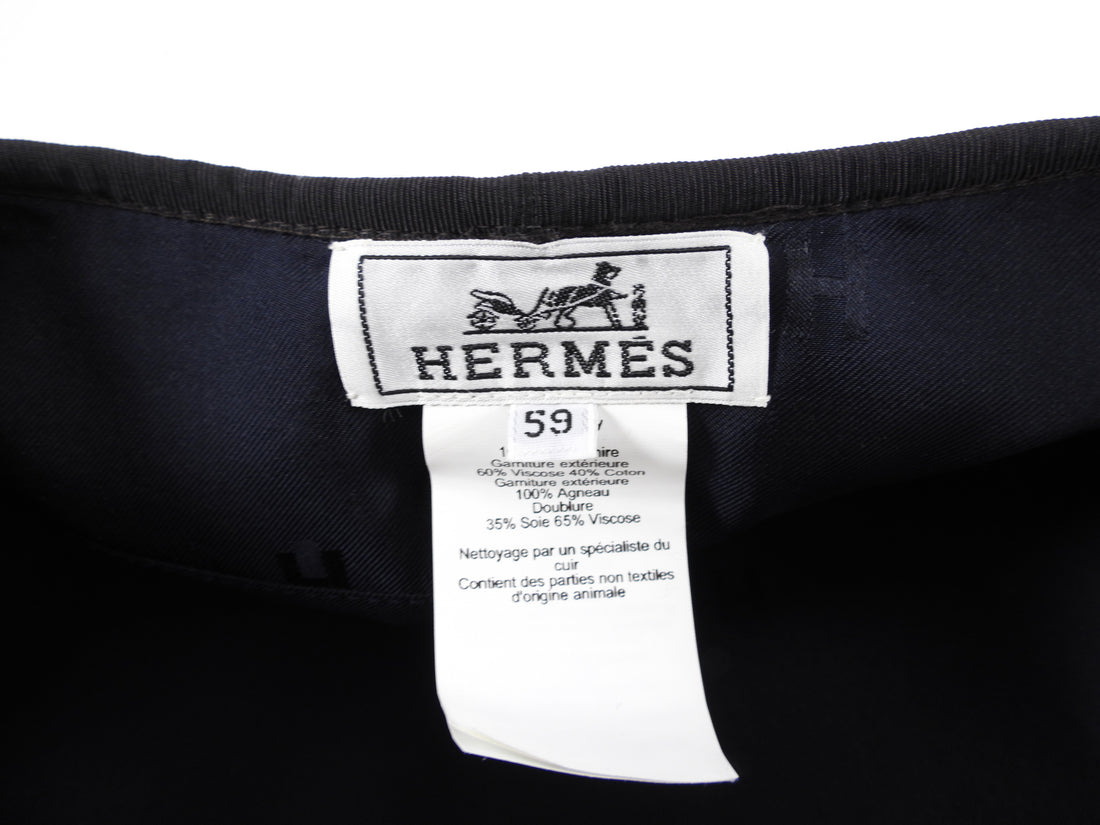 HERMÈS
59
Garniture extérieure
60% Viscose 40% Coton
Garniture extérieure
100% Agneau
Doublure
35% Soie 65% Viscose
Nettoyage par un spécialiste du
cuir
Contient des parties non textiles
d'origine animale